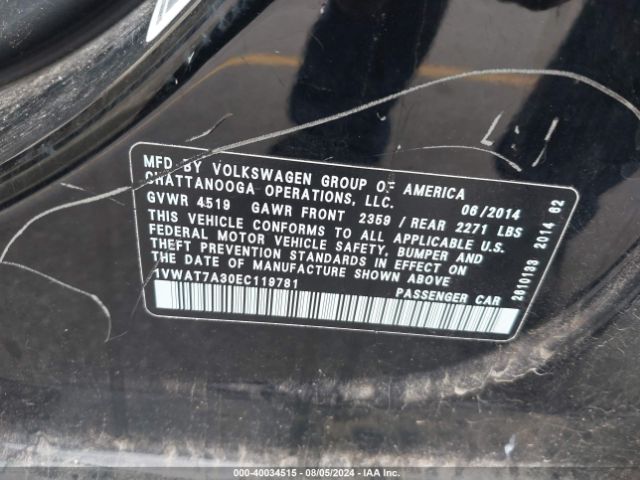 MFD BY VOLKSWAGEN GROUP OF AMERICA
CHATTANOOGA OPERATIONS, LLC. 06/2014
GVWR 4519 GAWR FRONT 2359 / REAR 2271 LBS
THIS VEHICLE CONFORMS TO ALL APPLICABLE U.S.
FEDERAL MOTOR VEHICLE SAFETY, BUMPER AND
THEFT PREVENTION STANDARDS IN EFFECT ON
THE DATE OF MANUFACTURE SHOWN ABOVE
1VWAT7A30EC119781 PASSENGER CAR
2610133 2014 62
000-40034515 - 08/05/2024 - IAA Inc.